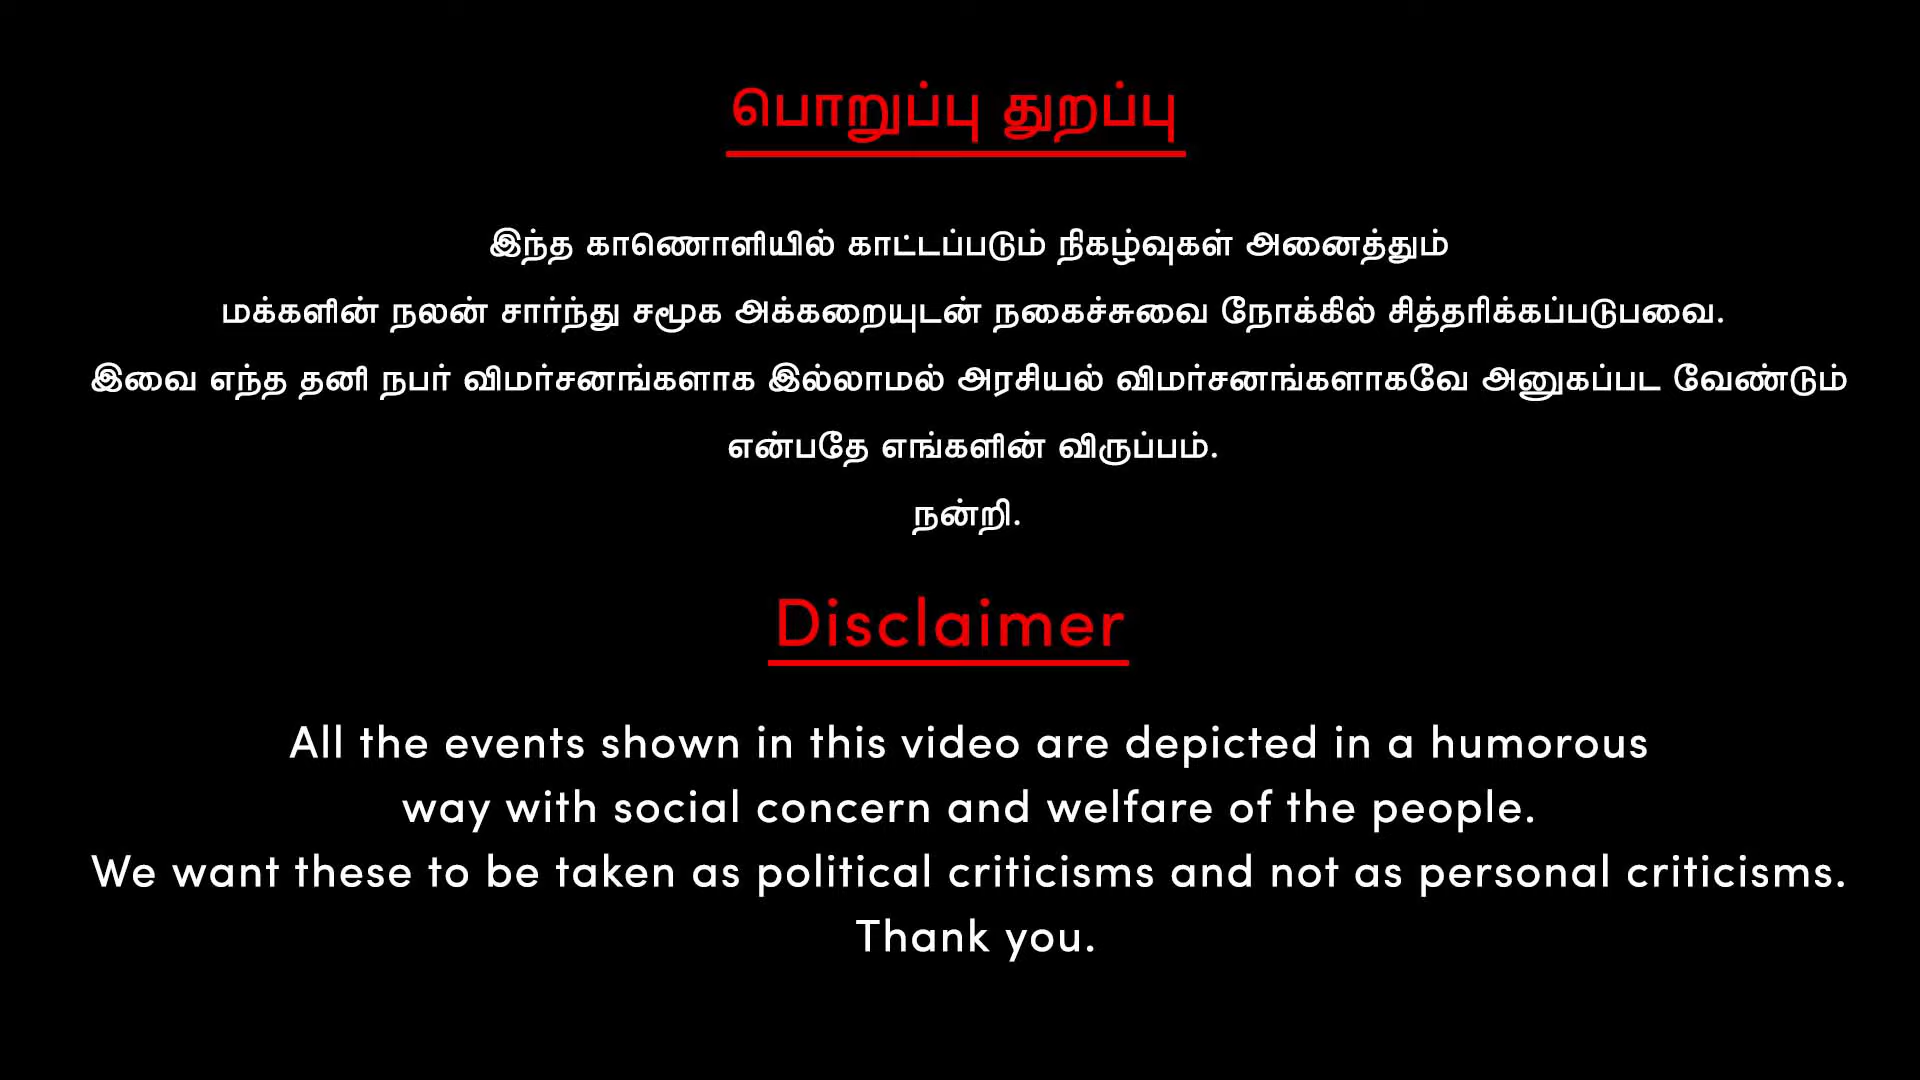 பொறுப்பு துறப்பு
இந்த காணொளியில் காட்டப்படும் நிகழ்வுகள் அனைத்தும்
மக்களின் நலன் சார்ந்து சமூக அக்கறையுடன் நகைச்சுவை நோக்கில் சித்தரிக்கப்படுபவை.
இவை எந்த தனி நபர் விமர்சனங்களாக இல்லாமல் அரசியல் விமர்சனங்களாகவே அனுகப்பட வேண்டும்
என்பதே எங்களின் விருப்பம்.
நன்றி.
Disclaimer
All the events shown in this video are depicted in a humorous
way with social concern and welfare of the people.
We want these to be taken as political criticisms and not as personal criticisms.
Thank you.